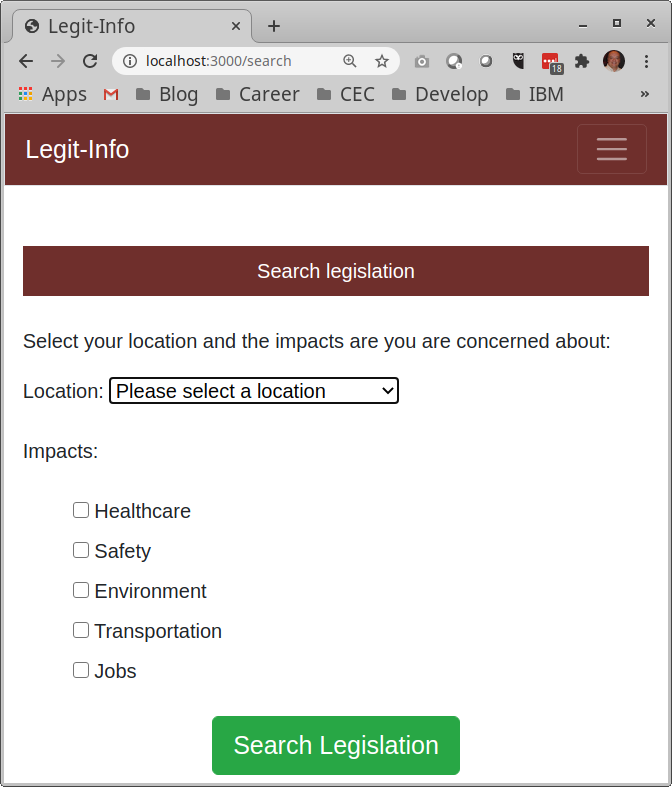 Legit-Info
localhost:3000/search
18
Apps Blog Career CEC Develop IBM »
Legit-Info
Search legislation
Select your location and the impacts are you are concerned about:
Location: Please select a location
Impacts:
Healthcare
Safety
Environment
Transportation
Jobs
Search Legislation